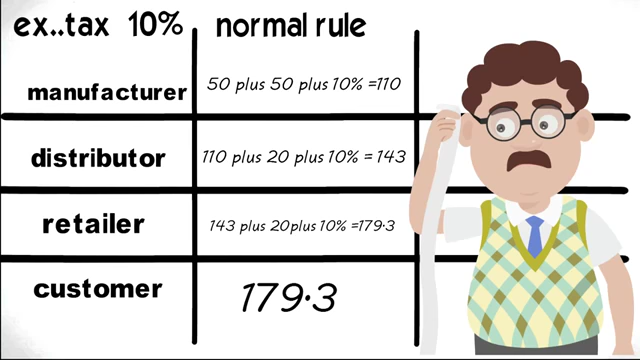 ex..tax 10% normal rule
manufacturer 50 plus 50 plus 10% =110
distributor 110 plus 20 plus 10% = 143
retailer 143 plus 20plus 10% =179.3
customer 179.3